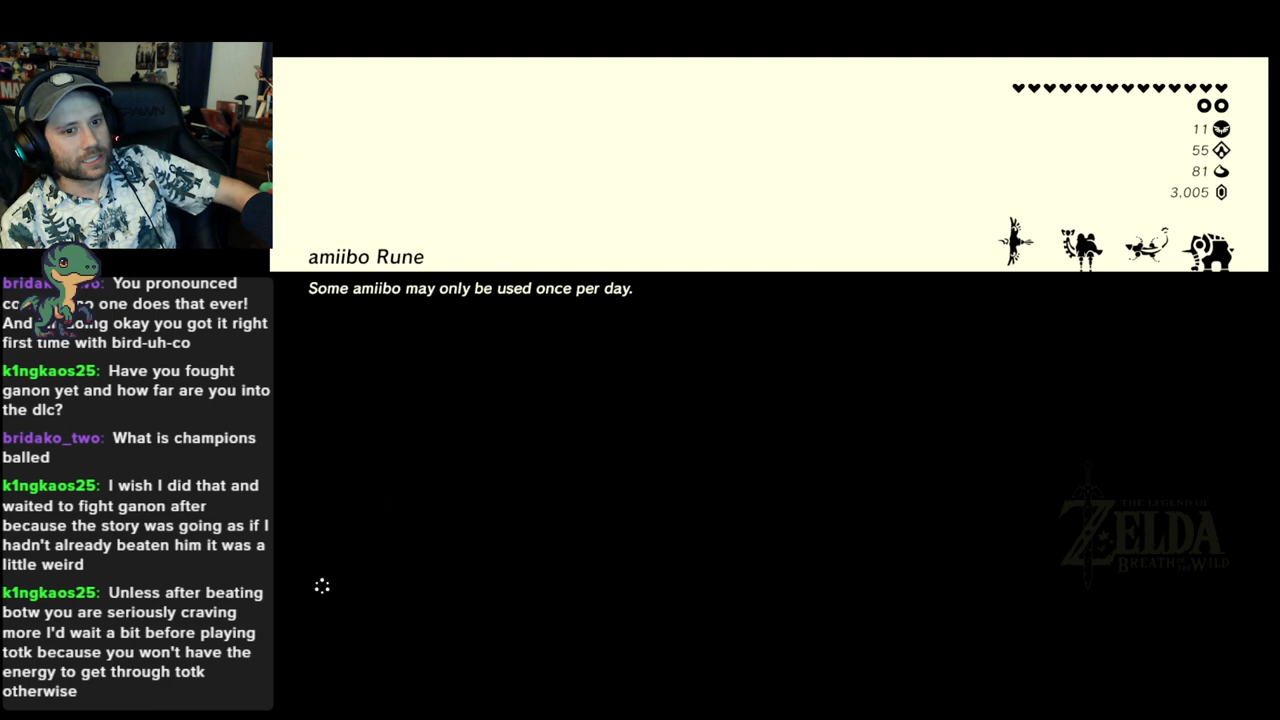 bridako_two: You pronounced
no one does that ever!
And doing okay you got it right
first time with bird-uh-co
k1ngkaos25: Have you fought
ganon yet and how far are you into
the dlc?
bridako_two: What is champions
balled
k1ngkaos25: I wish I did that and
waited to fight ganon after
because the story was going as if I
hadn't already beaten him it was a
little weird
k1ngkaos25: Unless after beating
botw you are seriously craving
more I'd wait a bit before playing
totk because you won't have the
energy to get through totk
otherwise
11
55
81
3,005
amiibo Rune
Some amiibo may only be used once per day.
THE LEGEND OF
ZELDA
BREATH OF THE WILD